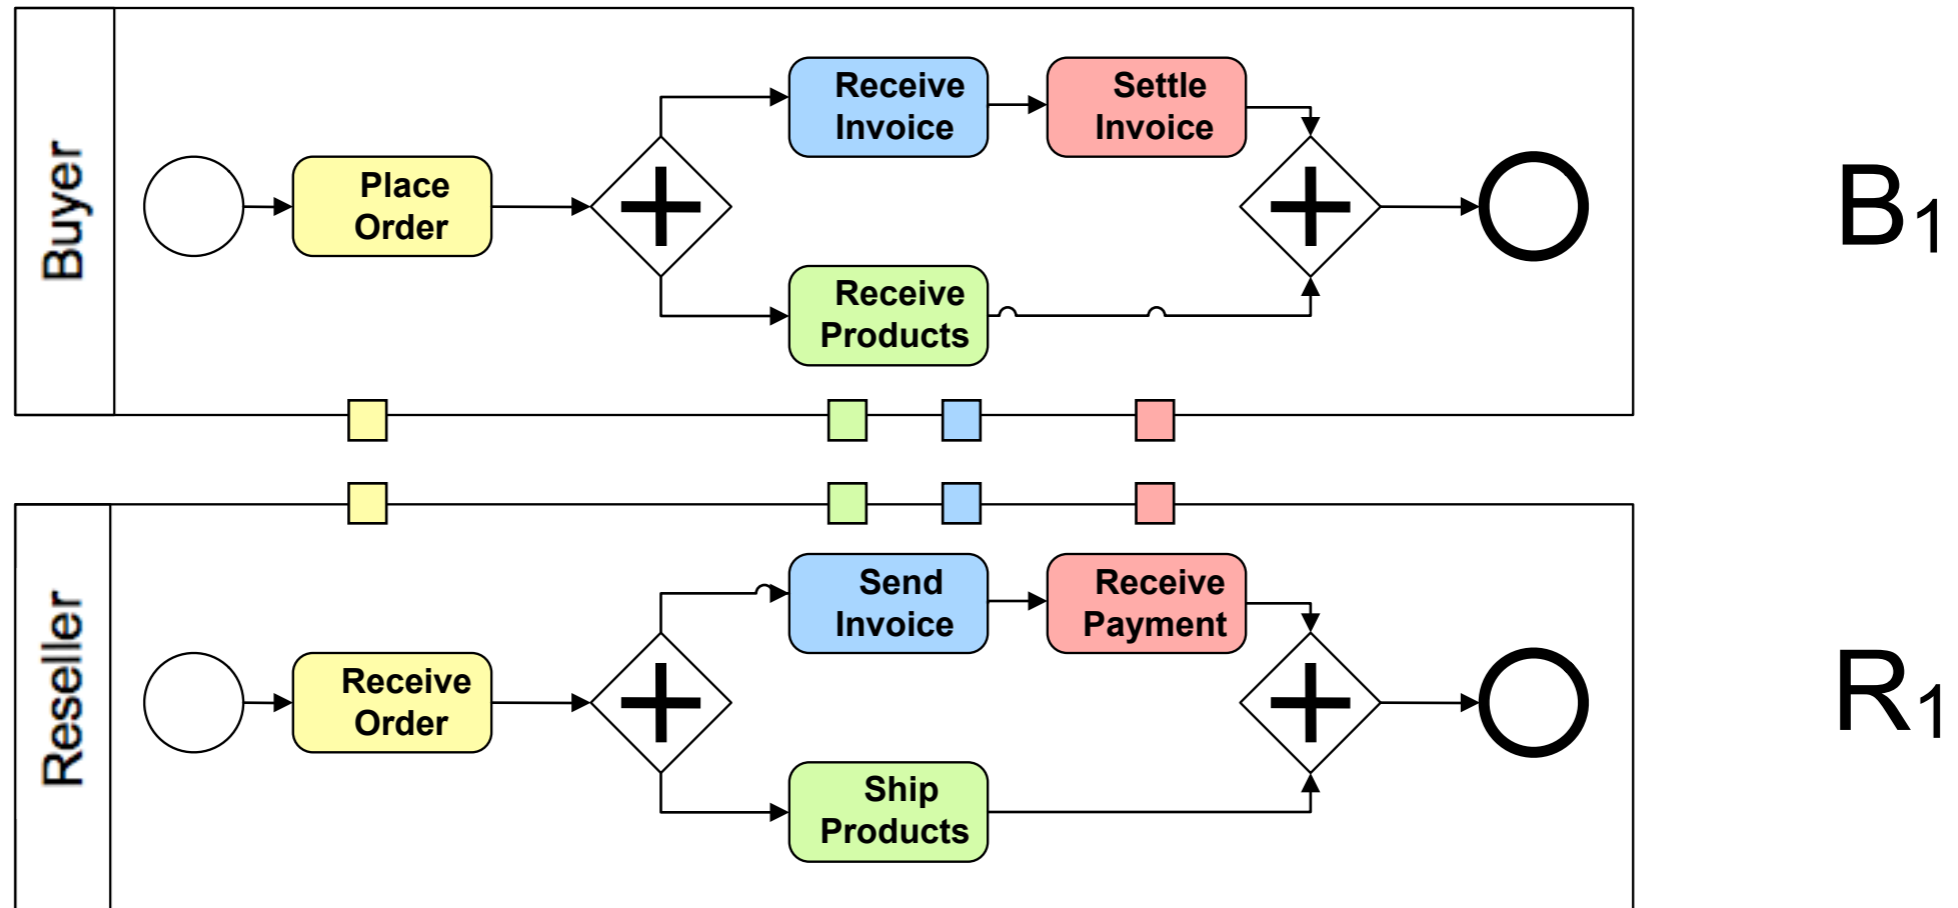 Buyer
Place
Order
Receive
Invoice
Settle
Invoice
Receive
Products
B1
Reseller
Receive
Order
Send
Invoice
Receive
Payment
Ship
Products
R1